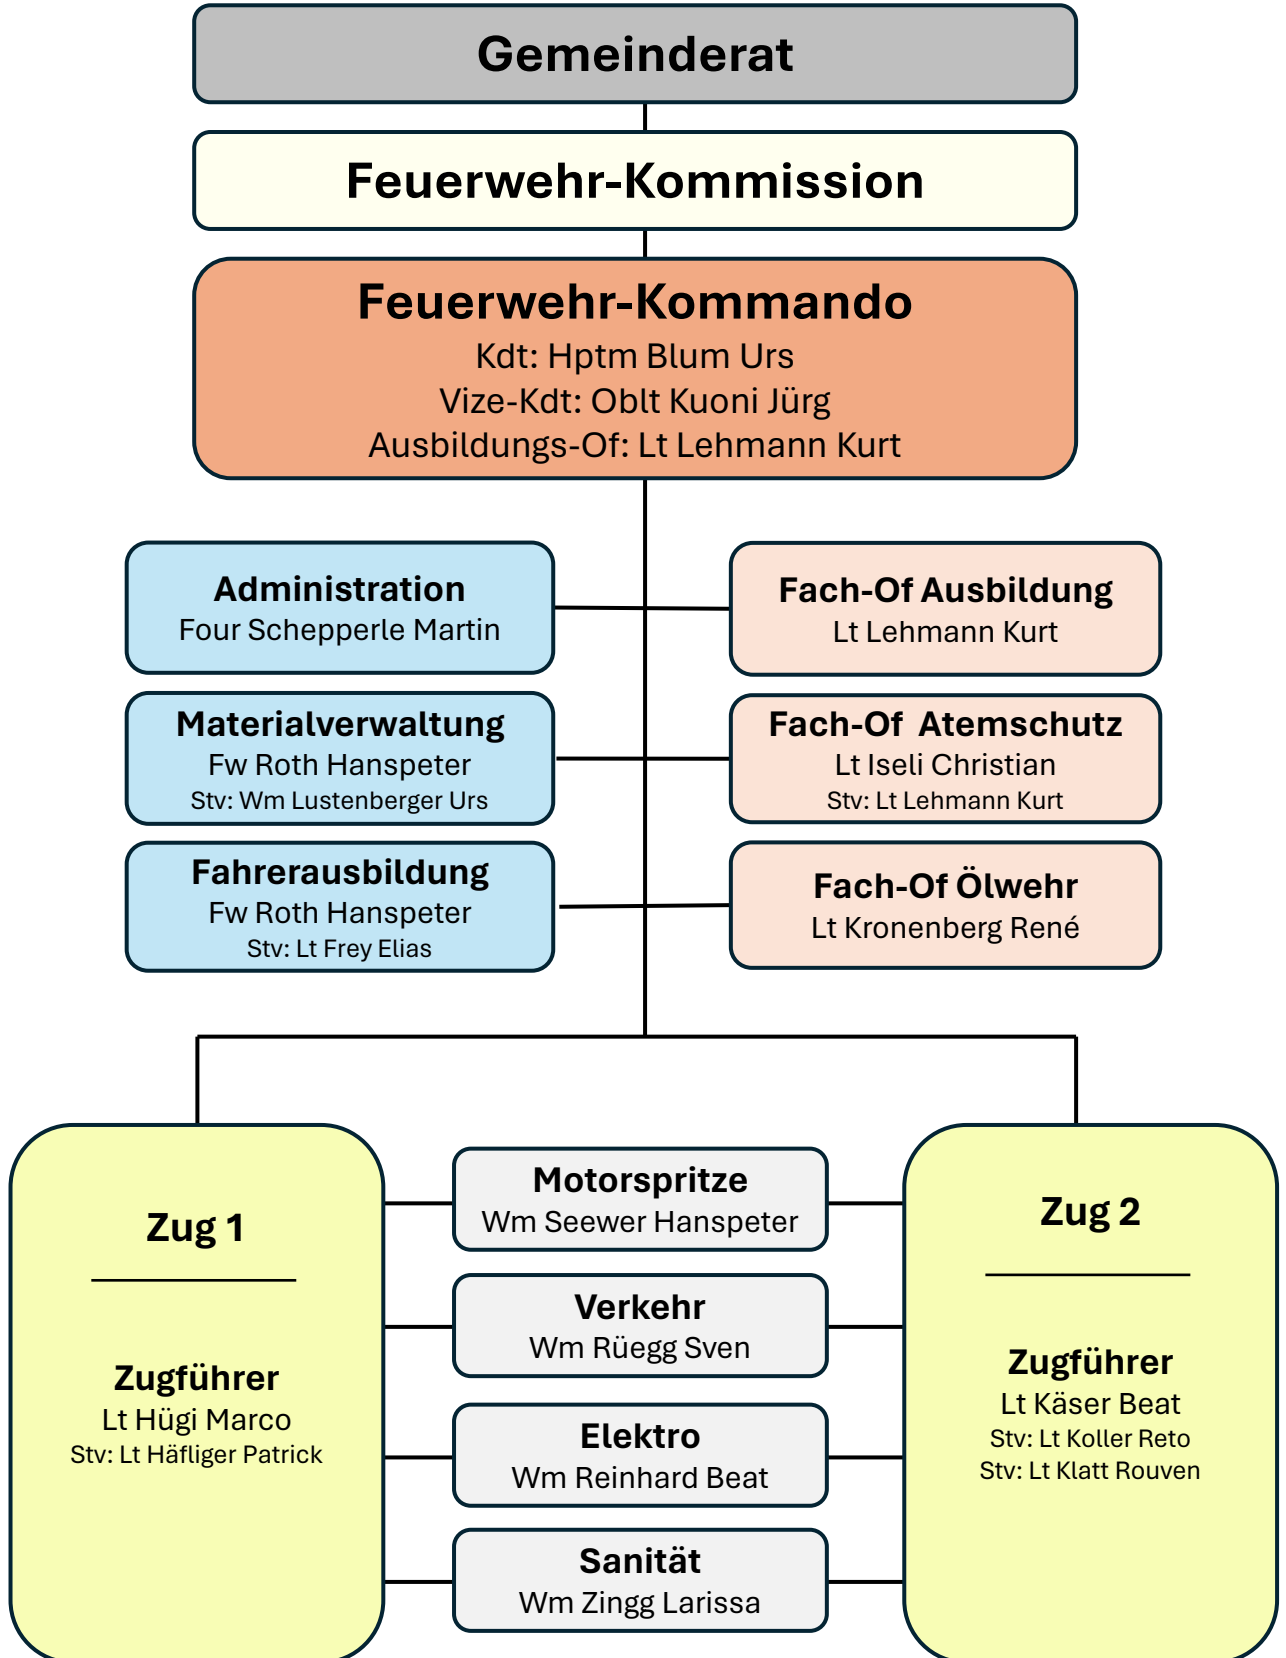 Gemeinderat
Feuerwehr-Kommission
Feuerwehr-Kommando
Kdt: Hptm Blum Urs
Vize-Kdt: Oblt Kuoni Jürg
Ausbildungs-Of: Lt Lehmann Kurt
Administration
Four Schepperle Martin
Fach-Of Ausbildung
Lt Lehmann Kurt
Materialverwaltung
Fw Roth Hanspeter
Stv: Wm Lustenberger Urs
Fach-Of Atemschutz
Lt Iseli Christian
Stv: Lt Lehmann Kurt
Fahrerausbildung
Fw Roth Hanspeter
Stv: Lt Frey Elias
Fach-Of Ölwehr
Lt Kronenberg René
Zug 1
Zugführer
Lt Hügi Marco
Stv: Lt Häfliger Patrick
Motorspritze
Wm Seewer Hanspeter
Verkehr
Wm Rüegg Sven
Elektro
Wm Reinhard Beat
Sanität
Wm Zingg Larissa
Zug 2
Zugführer
Lt Käser Beat
Stv: Lt Koller Reto
Stv: Lt Klatt Rouven